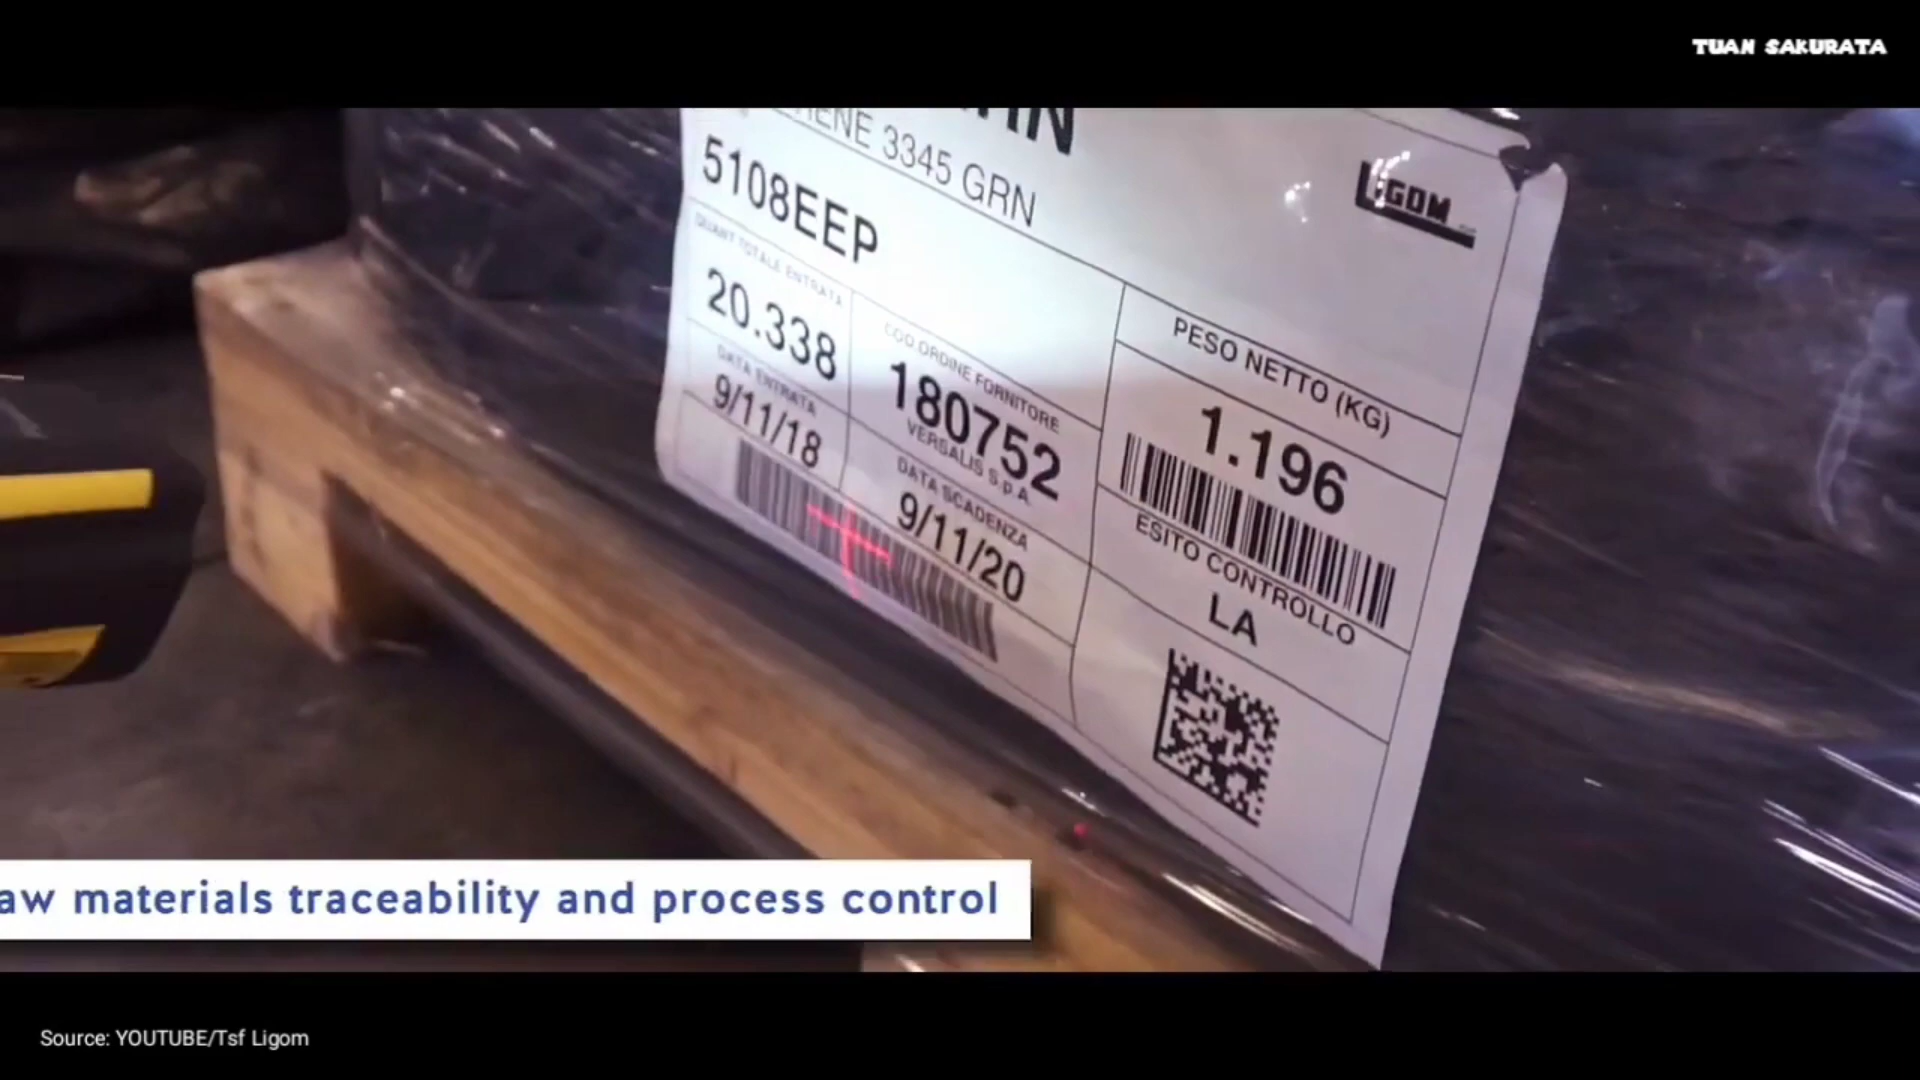 TUAN SAKURATA
3345 GRN
LIGOM
5108EEP
QUANT TOTALE ENTRATA
20.338
COD.ORDINE FORNITORE
180752
VERSALIS S.p.A.
PESO NETTO (KG)
1.196
DATA ENTRATA
9/11/18
DATA SCADENZA
9/11/20
ESITO CONTROLLO
LA
aw materials traceability and process control
Source: YOUTUBE/Tsf Ligom